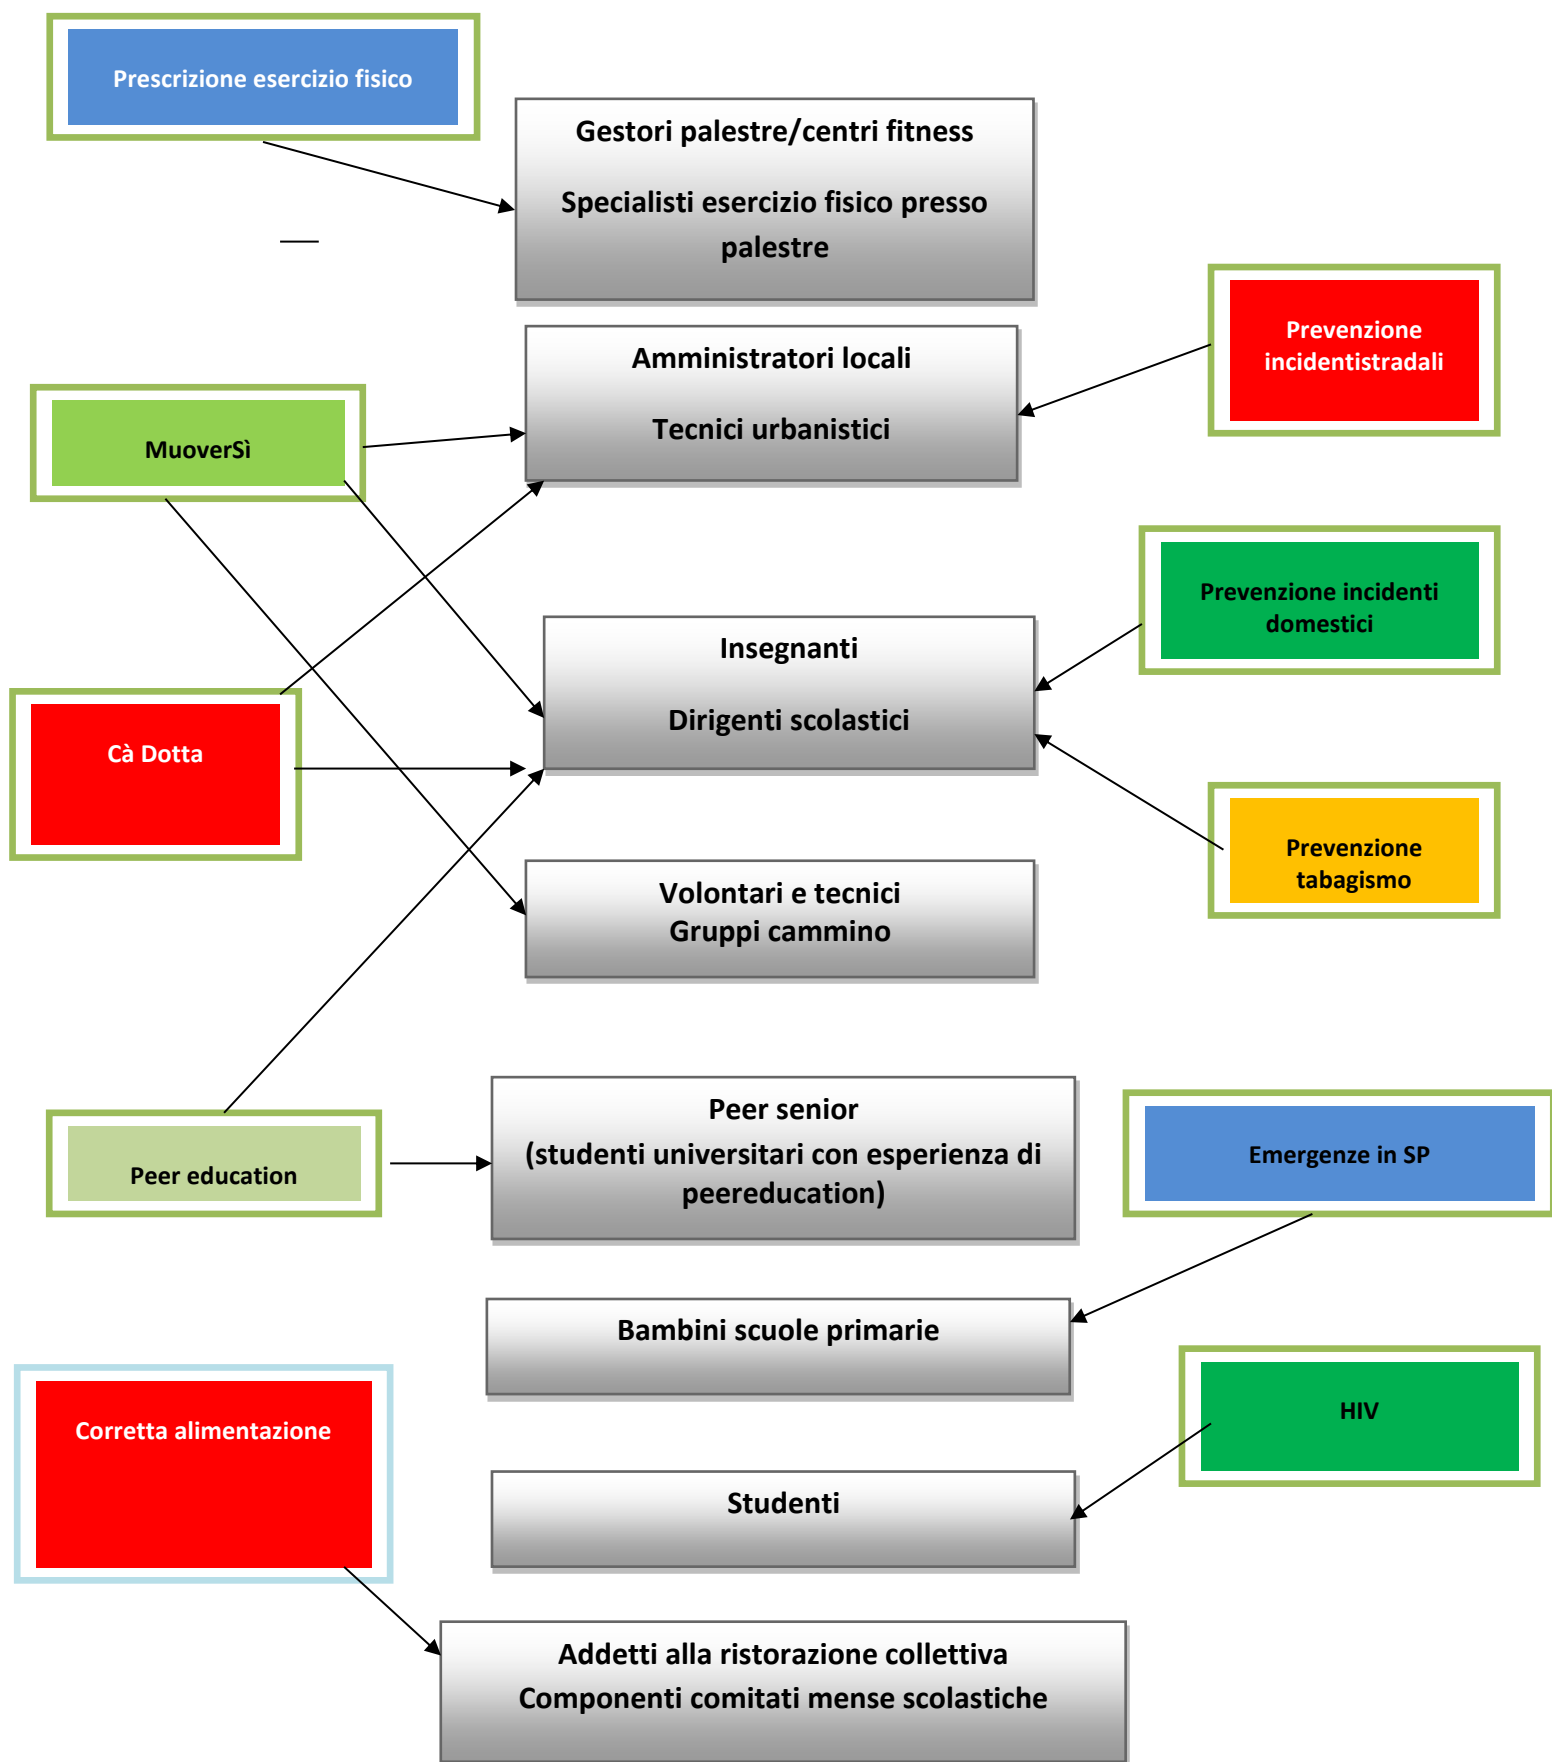 Prescrizione esercizio fisico
Gestori palestre/centri fitness
Specialisti esercizio fisico presso
palestre
Prevenzione
incidentistradali
Amministratori locali
Tecnici urbanistici
MuoverSì
Prevenzione incidenti
domestici
Insegnanti
Dirigenti scolastici
Cà Dotta
Prevenzione
tabagismo
Volontari e tecnici
Gruppi cammino
Peer senior
(studenti universitari con esperienza di
peereducation)
Peer education
Emergenze in SP
Bambini scuole primarie
Corretta alimentazione
HIV
Studenti
Addetti alla ristorazione collettiva
Componenti comitati mense scolastiche